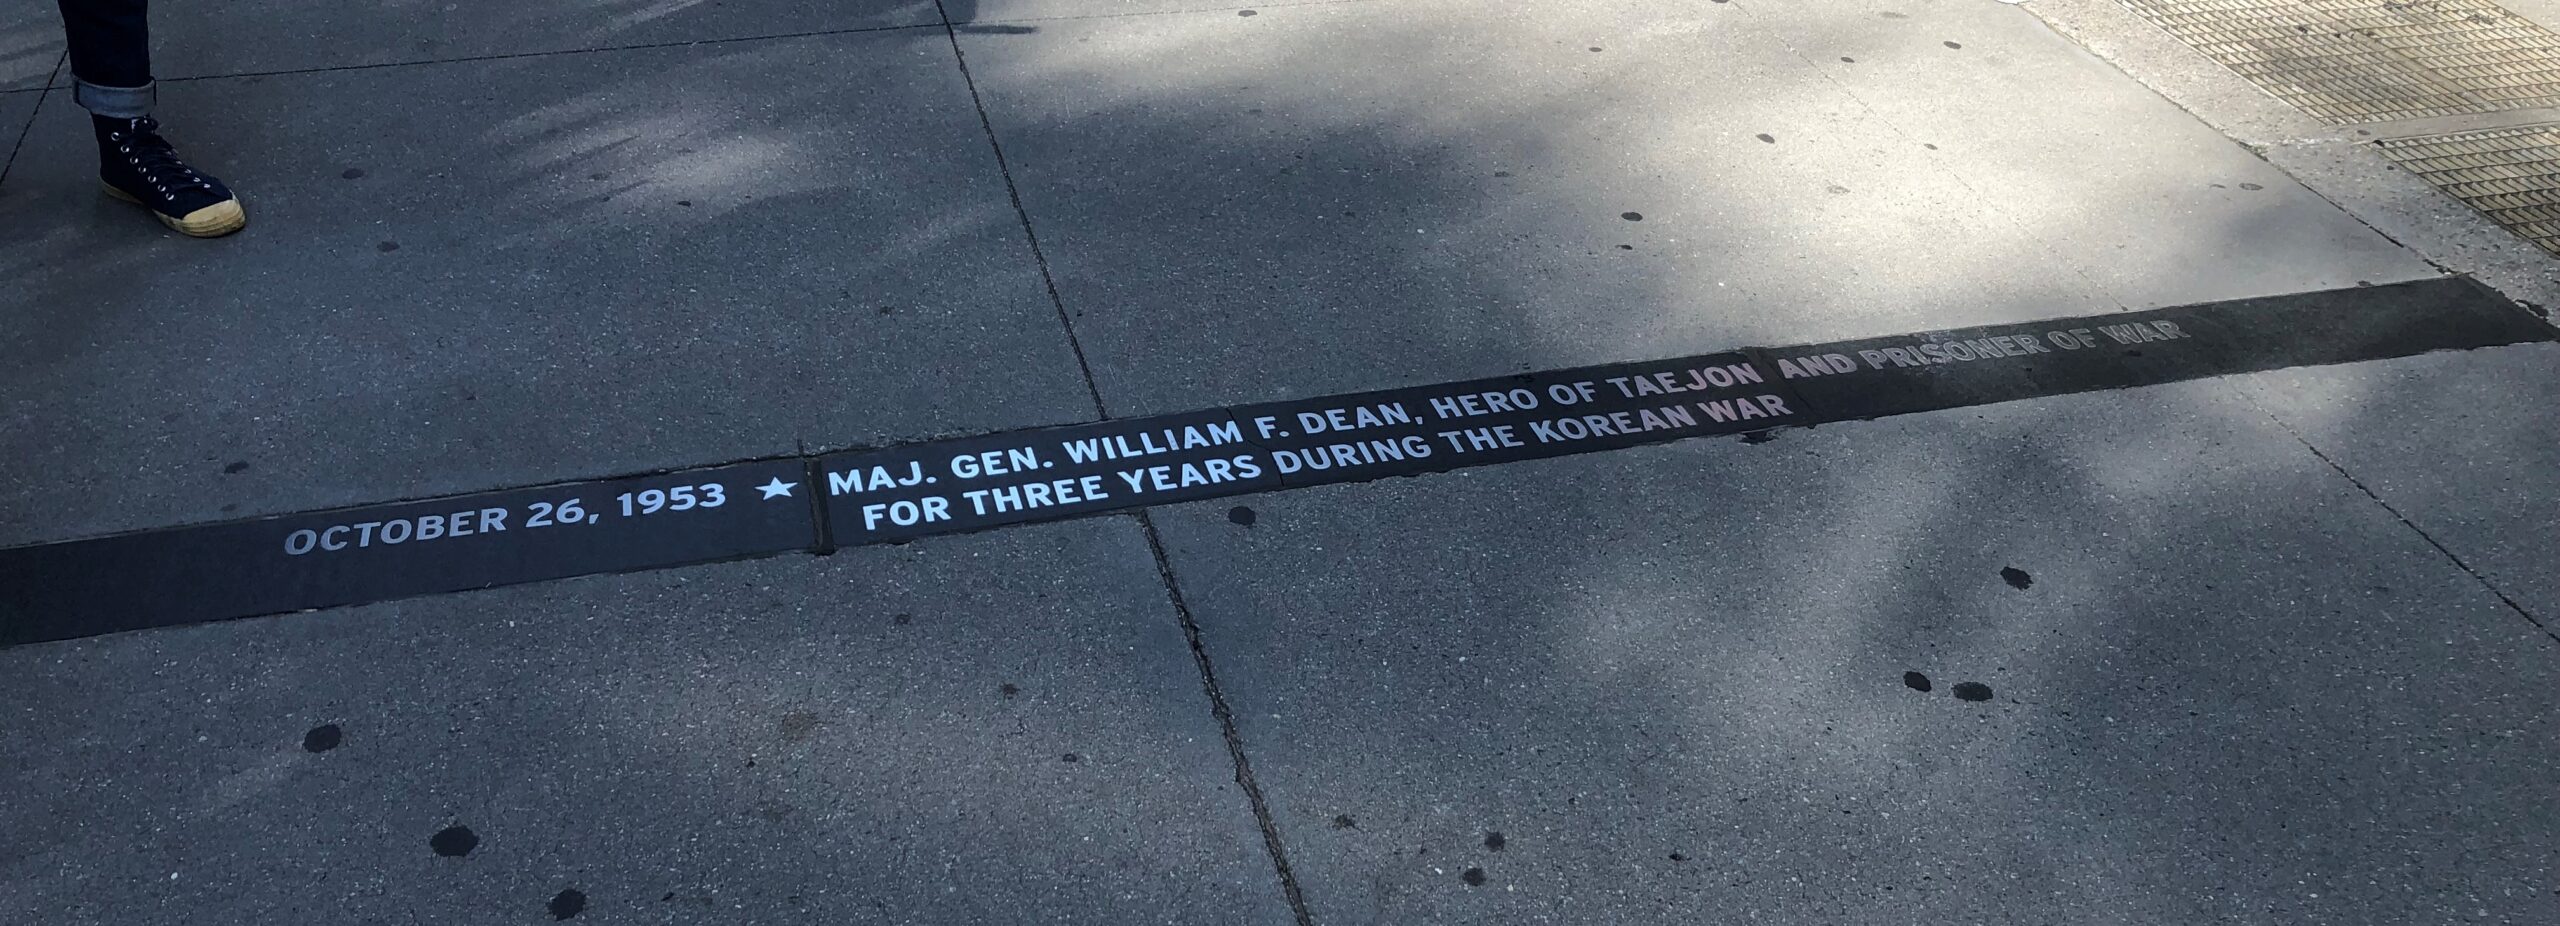 OCTOBER 26, 1953 ★ MAJ. GEN. WILLIAM F. DEAN, HERO OF TAEJON AND PRISONER OF WAR
FOR THREE YEARS DURING THE KOREAN WAR